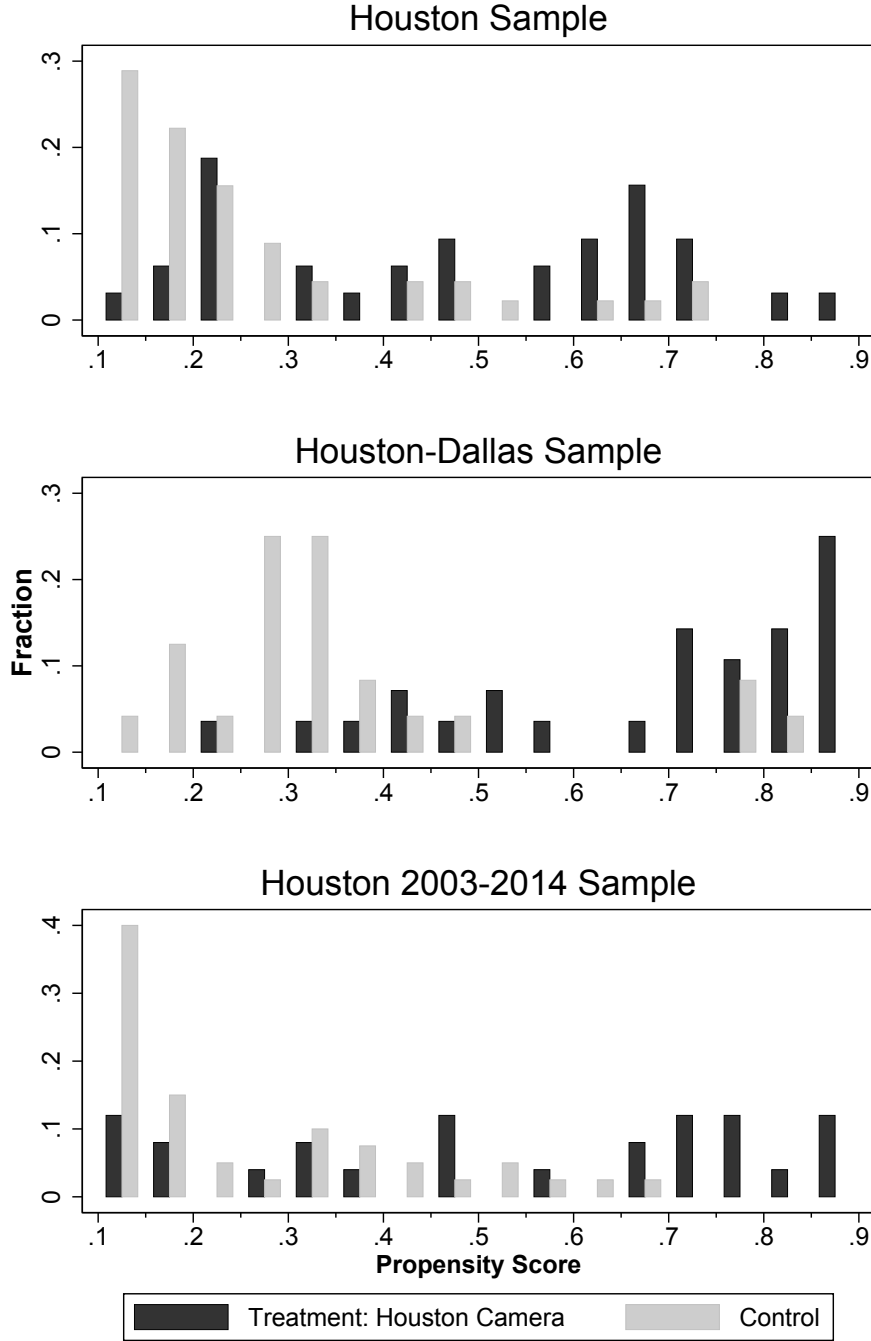 Houston Sample
.3
.2
.1
0
.1 .2 .3 .4 .5 .6 .7 .8 .9
Houston-Dallas Sample
Fraction
.3
.2
.1
0
.1 .2 .3 .4 .5 .6 .7 .8 .9
Houston 2003-2014 Sample
.4
.3
.2
.1
0
.1 .2 .3 .4 .5 .6 .7 .8 .9
Propensity Score
Treatment: Houston Camera Control